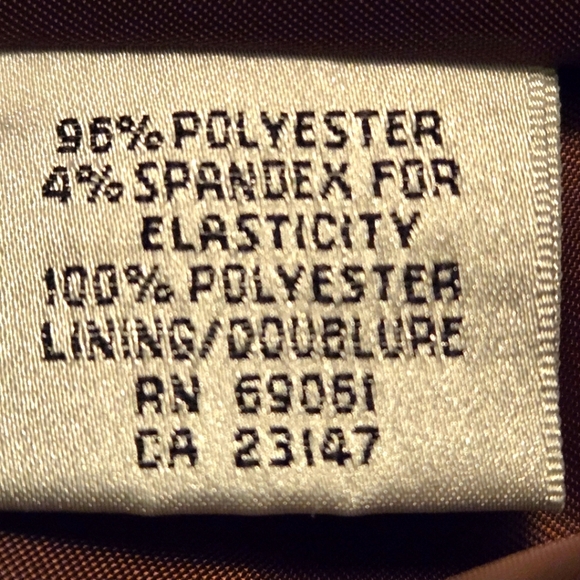 96% POLYESTER
4% SPANDEX FOR
ELASTICITY
100% POLYESTER
LINING/DOUBLURE
RN 69061
CA 23147